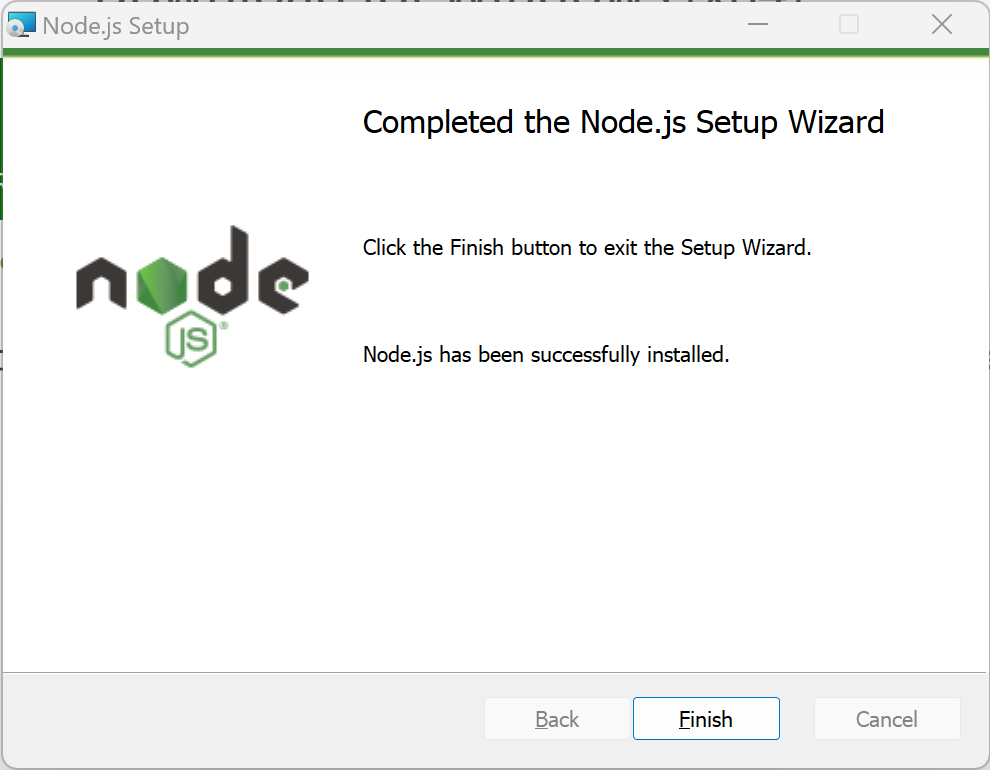 Node.js Setup
Completed the Node.js Setup Wizard
Click the Finish button to exit the Setup Wizard.
node
JS®
Node.js has been successfully installed.
Back
Finish
Cancel